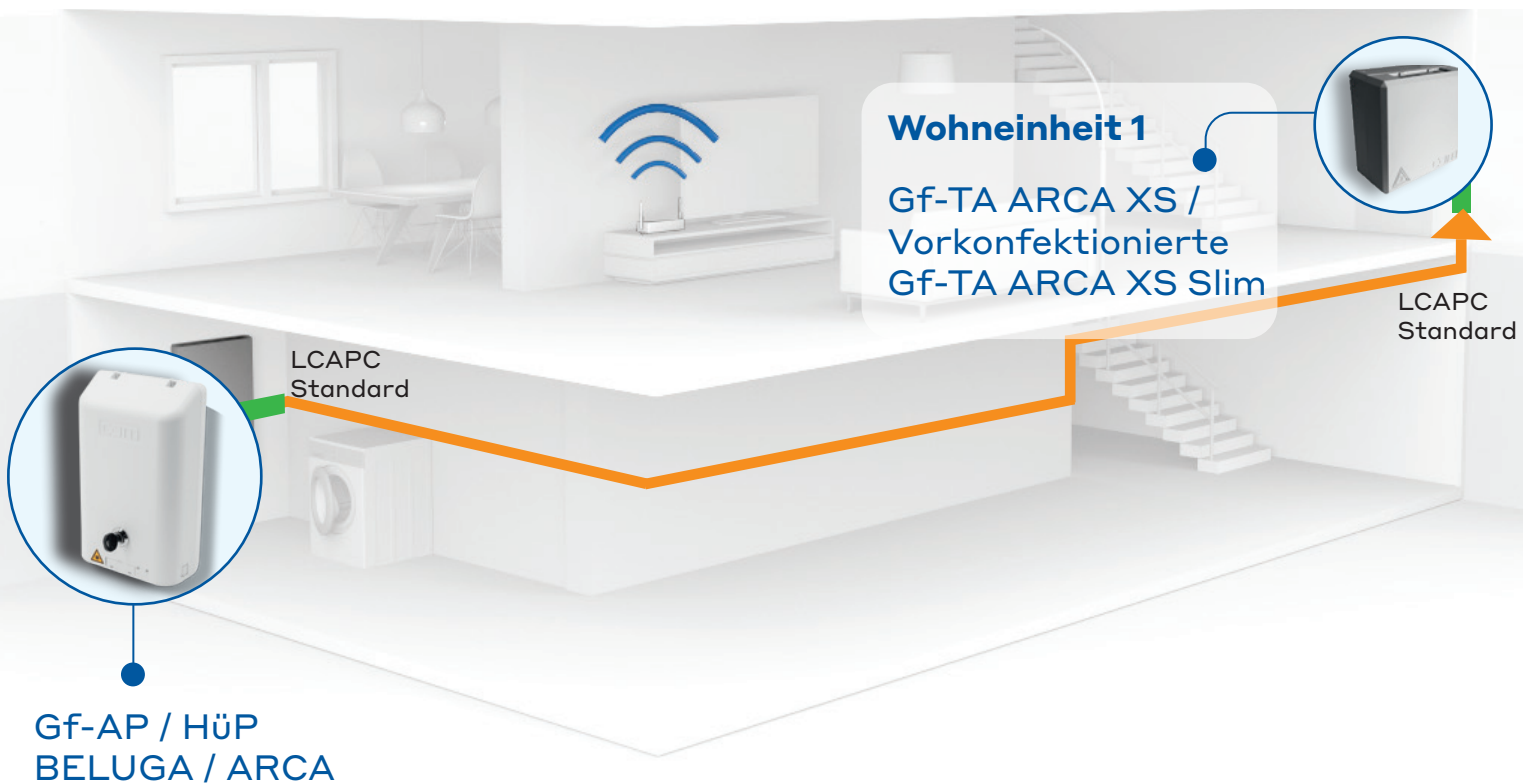 Wohneinheit 1
Gf-TA ARCA XS /
Vorkonfektionierte
Gf-TA ARCA XS Slim
LCAPC
Standard
LCAPC
Standard
Gf-AP / HüP
BELUGA / ARCA